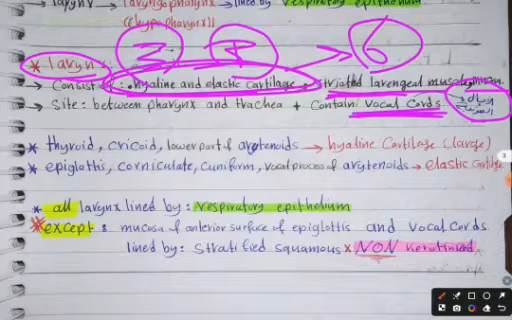 → larynx → laryngopharynx → lined by respiratory epithelium
(hypopharynx)
3 6
* larynx
→ Consist : hyaline and elastic cartilage + striated laryngeal muscle,
→ Site: between pharynx and trachea + Contain vocal Cords
* thyroid, cricoid, lower part of arytenoids → hyaline Cartilage (large)
* epiglottis, corniculate, cuniform, vocal process of arytenoids → elastic Cartilage
* all larynx lined by: respiratory epithelium
* except: mucosa of anterior surface of epiglottis and vocal Cords
lined by: stratified squamous * NON keratinized